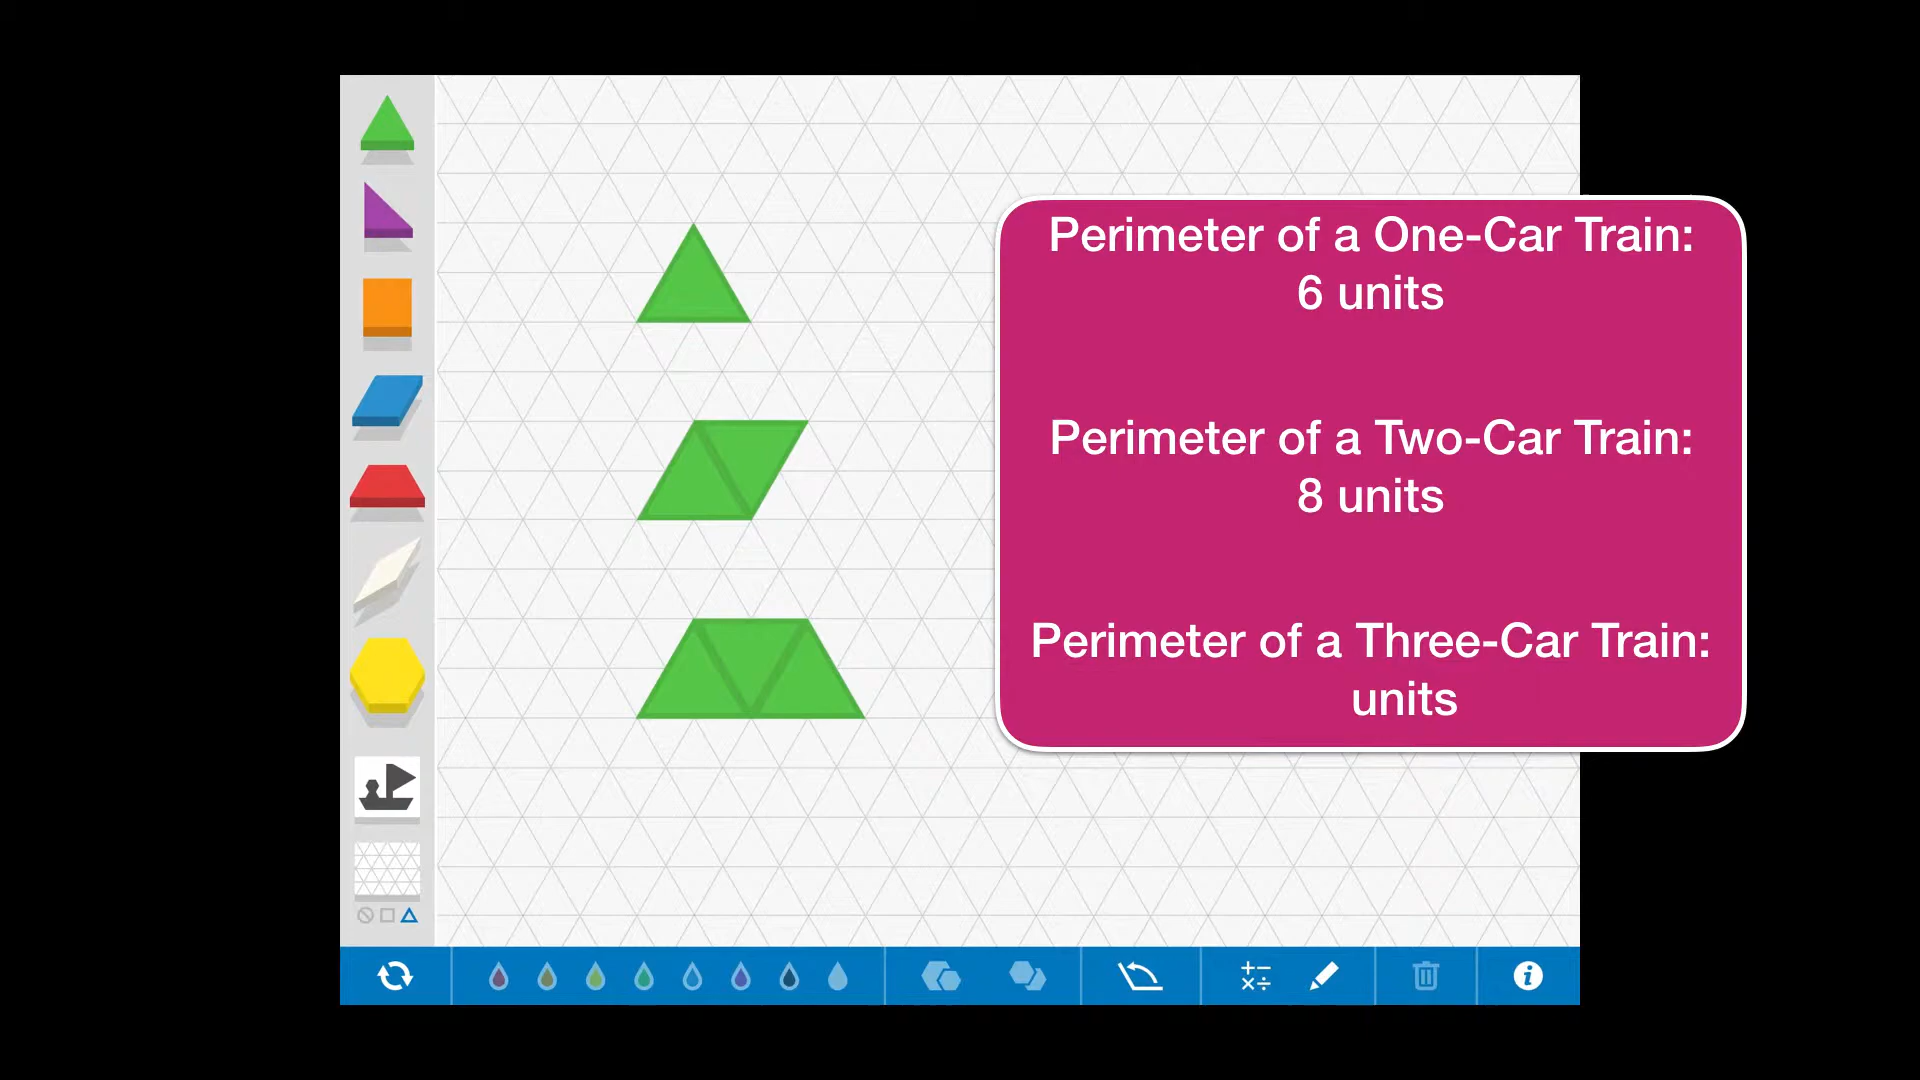 Perimeter of a One-Car Train:
6 units
Perimeter of a Two-Car Train:
8 units
Perimeter of a Three-Car Train:
units